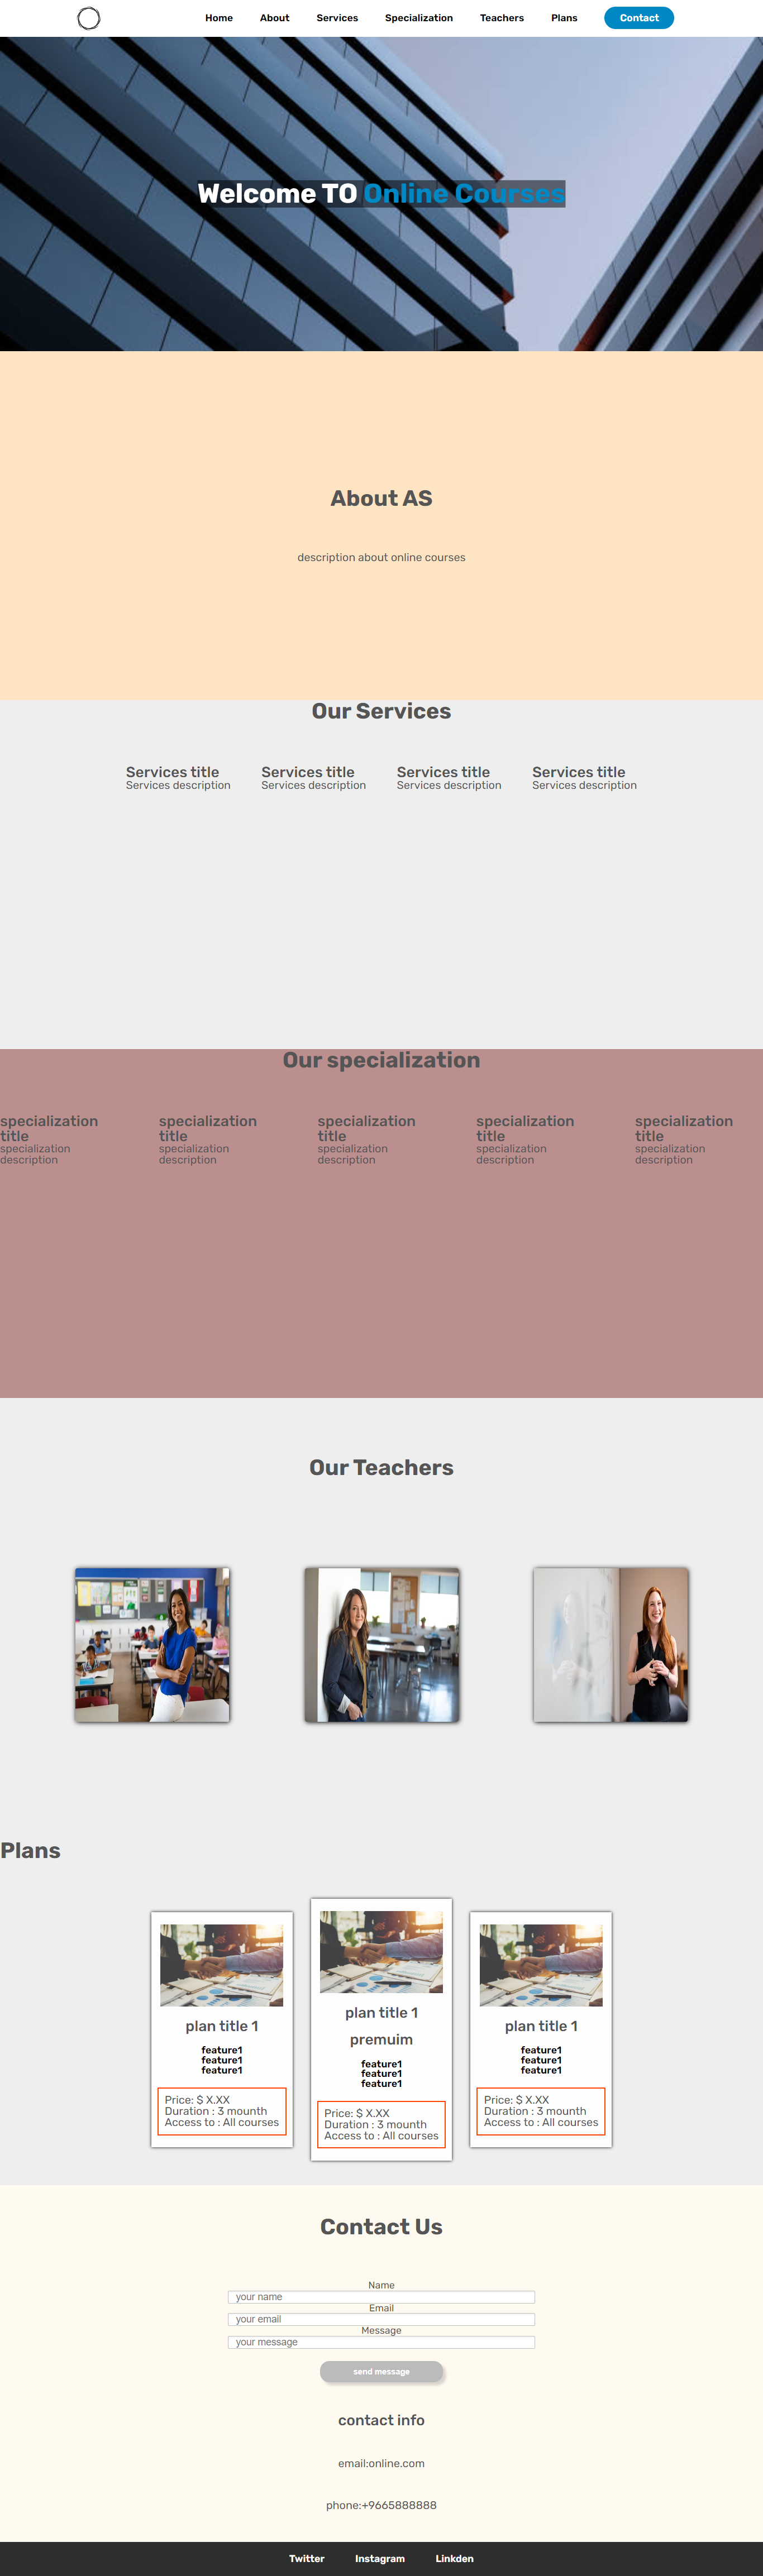 Home About Services Specialization Teachers Plans Contact
Welcome TO Online Courses
About AS
description about online courses
Our Services
Services title Services title Services title Services title
Services description Services description Services description Services description
Our specialization
specialization title
specialization description
specialization title
specialization description
specialization title
specialization description
specialization title
specialization description
specialization title
specialization description
Our Teachers
Plans
plan title 1
feature1
feature1
feature1
Price: $ X.XX
Duration : 3 mounth
Access to : All courses
plan title 1
premuim
feature1
feature1
feature1
Price: $ X.XX
Duration : 3 mounth
Access to : All courses
plan title 1
feature1
feature1
feature1
Price: $ X.XX
Duration : 3 mounth
Access to : All courses
Contact Us
Name
your name
Email
your email
Message
your message
send message
contact info
email:online.com
phone:+9665888888
Twitter Instagram Linkden